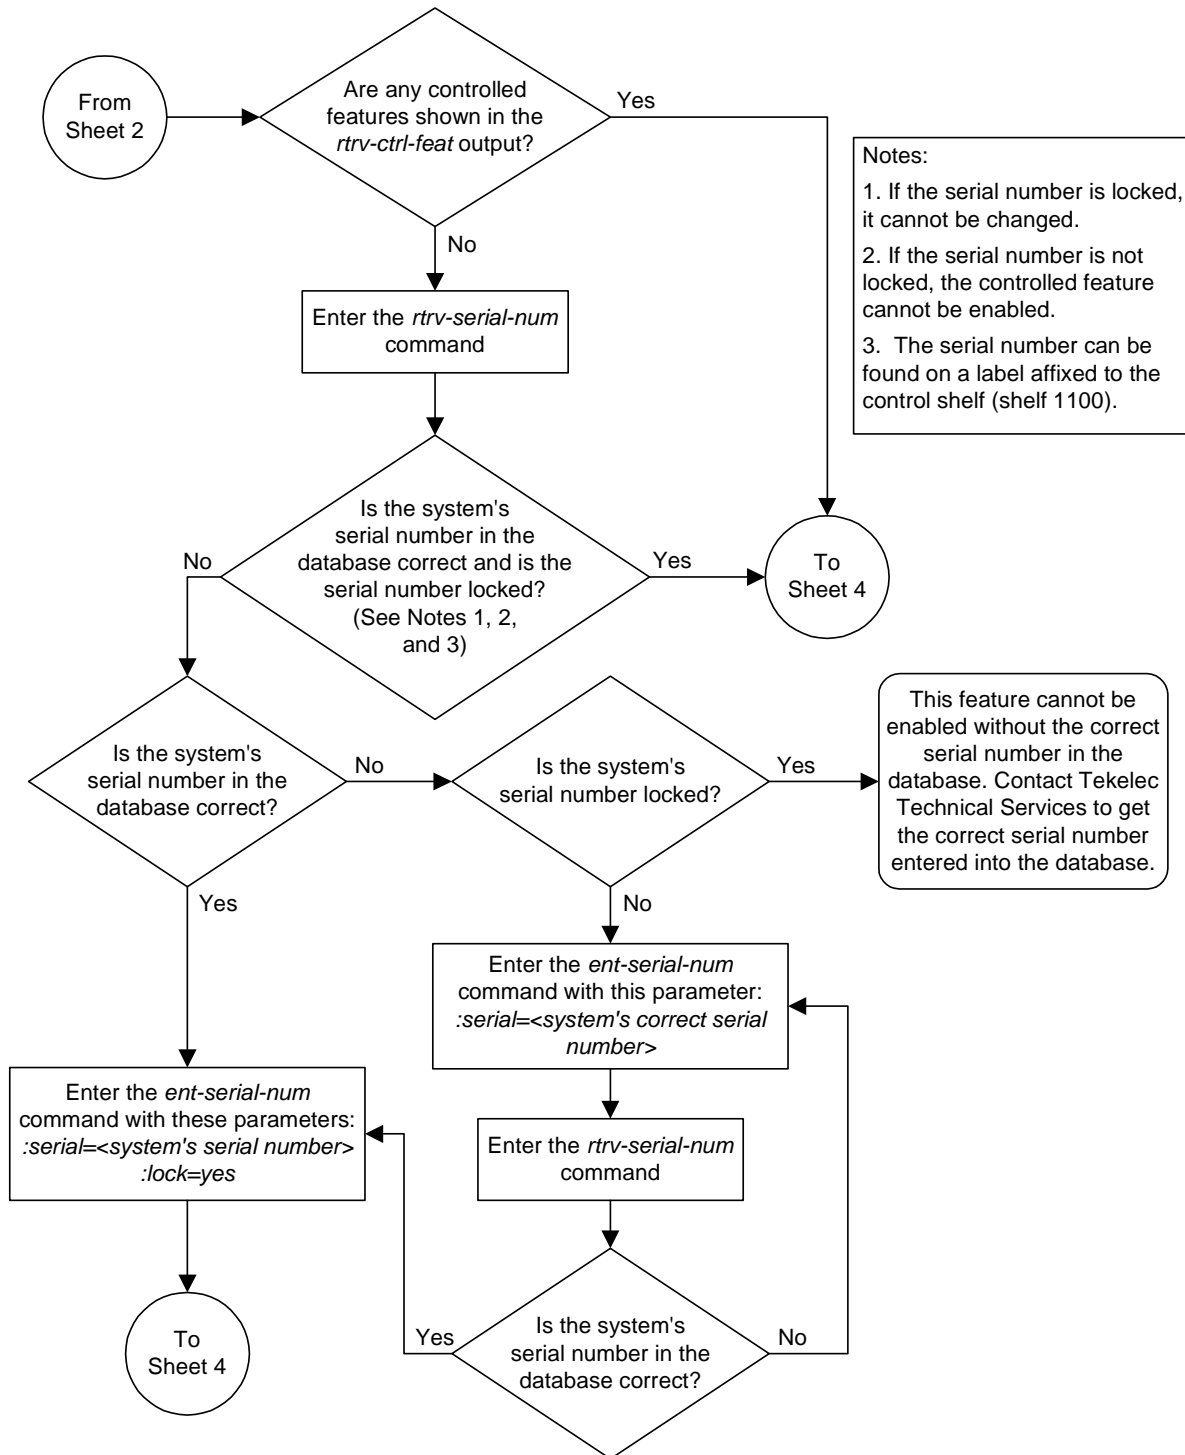 From
Sheet 2
Are any controlled
features shown in the
rtrv-ctrl-feat output?
Yes
No
Notes:
1. If the serial number is locked,
it cannot be changed.
2. If the serial number is not
locked, the controlled feature
cannot be enabled.
3. The serial number can be
found on a label affixed to the
control shelf (shelf 1100).
Enter the rtrv-serial-num
command
Is the system's
serial number in the
database correct and is the
serial number locked?
(See Notes 1, 2,
and 3)
No
Yes
To
Sheet 4
Is the system's
serial number in the
database correct?
No
Yes
Is the system's
serial number locked?
Yes
No
This feature cannot be
enabled without the correct
serial number in the
database. Contact Tekelec
Technical Services to get
the correct serial number
entered into the database.
Enter the ent-serial-num
command with this parameter:
:serial=<system's correct serial
number>
Enter the ent-serial-num
command with these parameters:
:serial=<system's serial number>
:lock=yes
Enter the rtrv-serial-num
command
To
Sheet 4
Yes
Is the system's
serial number in the
database correct?
No